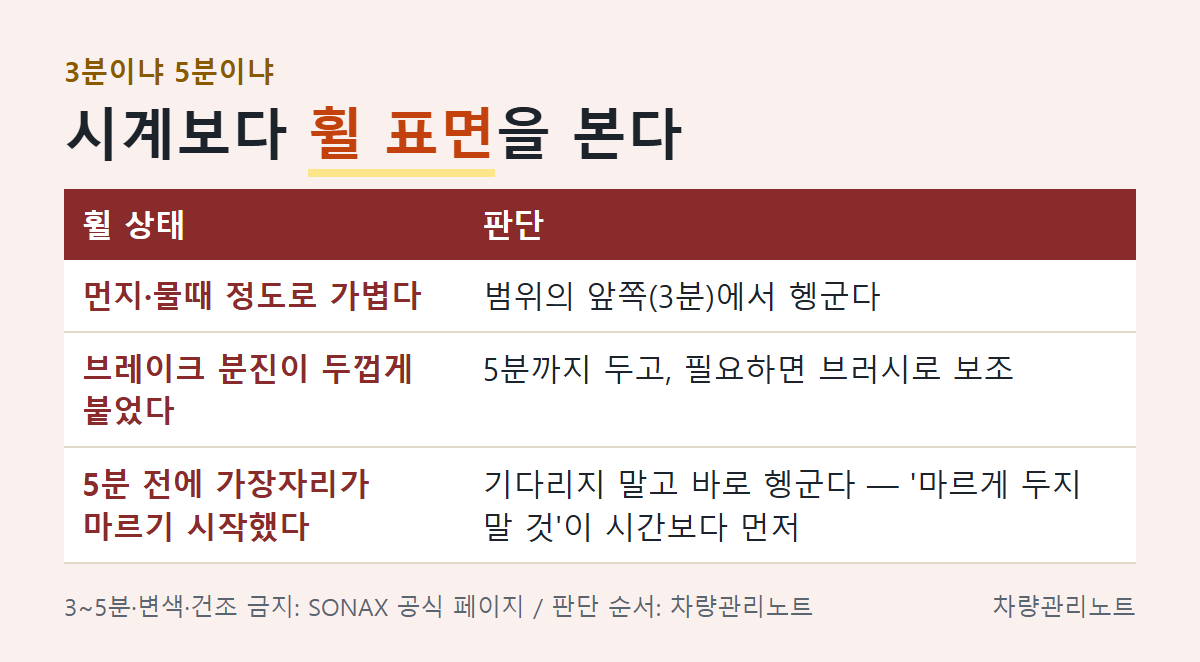 3분이냐 5분이냐
시계보다 휠 표면을 본다
휠 상태
판단
먼지·물때 정도로 가볍다
범위의 앞쪽(3분)에서 헹군다
브레이크 분진이 두껍게
붙었다
5분까지 두고, 필요하면 브러시로 보조
5분 전에 가장자리가
마르기 시작했다
기다리지 말고 바로 헹군다 — '마르게 두지
말 것'이 시간보다 먼저
3~5분·변색·건조 금지: SONAX 공식 페이지 / 판단 순서: 차량관리노트
차량관리노트